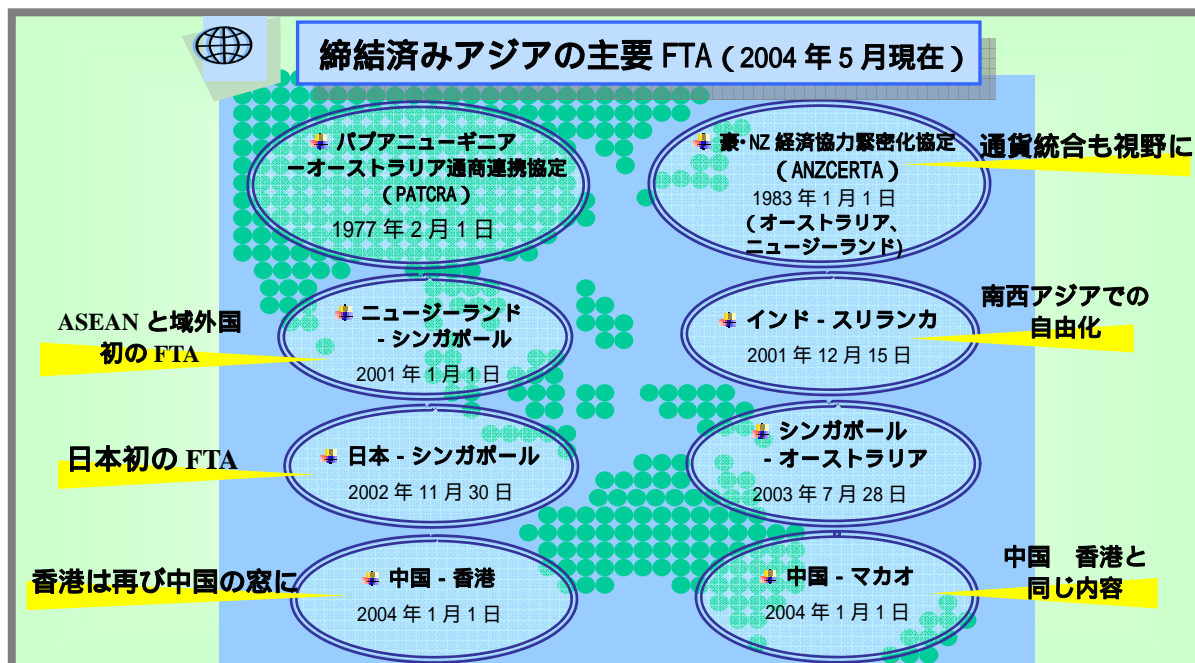 締結済みアジアの主要 FTA（2004 年 5 月現在）
パプアニューギニア
ーオーストラリア通商連携協定
（PATCRA）
1977 年 2 月 1 日
豪・NZ 経済協力緊密化協定
（ANZCERTA）
1983 年 1 月 1 日
（オーストラリア、
ニュージーランド)
通貨統合も視野に
ASEAN と域外国
初の FTA
ニュージーランド
- シンガポール
2001 年 1 月 1 日
インド - スリランカ
2001 年 12 月 15 日
南西アジアでの
自由化
日本初の FTA
日本 - シンガポール
2002 年 11 月 30 日
シンガポール
- オーストラリア
2003 年 7 月 28 日
香港は再び中国の窓に
中国 - 香港
2004 年 1 月 1 日
中国 - マカオ
2004 年 1 月 1 日
中国　香港と
同じ内容